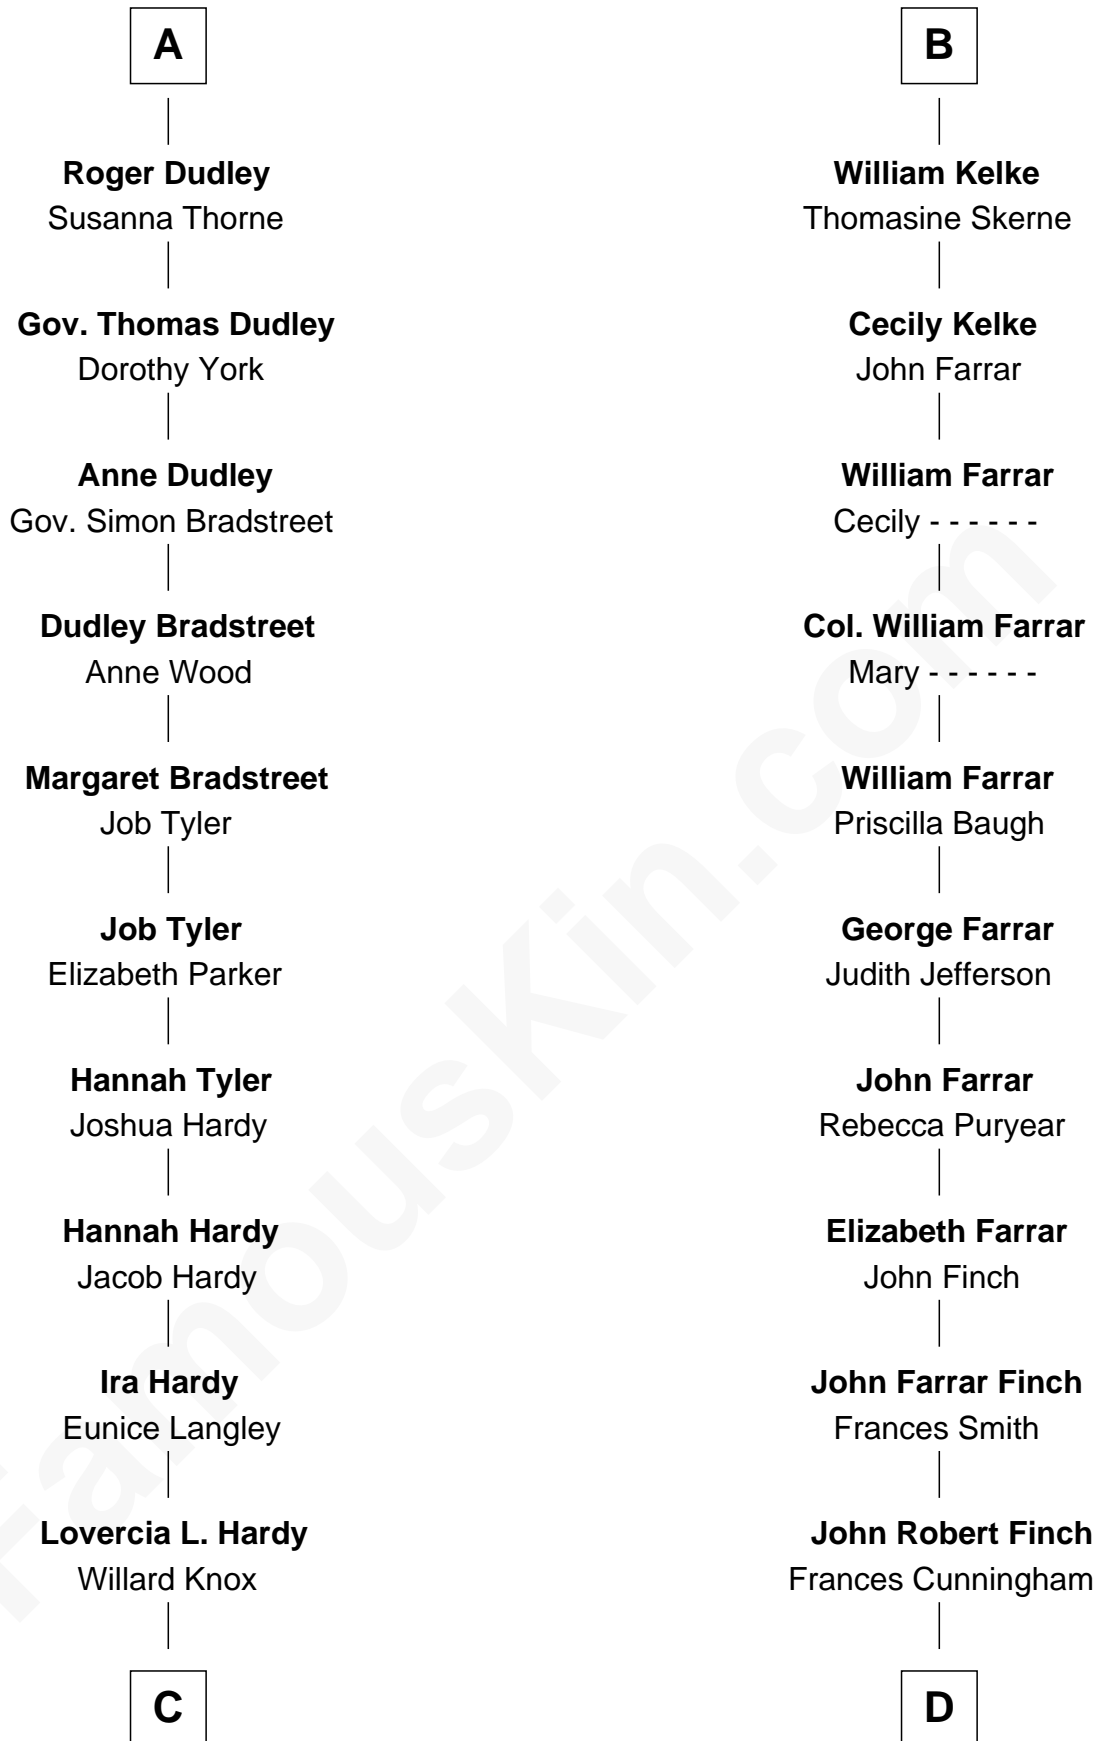 A
Roger Dudley
Susanna Thorne
Gov. Thomas Dudley
Dorothy York
Anne Dudley
Gov. Simon Bradstreet
Dudley Bradstreet
Anne Wood
Margaret Bradstreet
Job Tyler
Job Tyler
Elizabeth Parker
Hannah Tyler
Joshua Hardy
Hannah Hardy
Jacob Hardy
Ira Hardy
Eunice Langley
Lovercia L. Hardy
Willard Knox
C
B
William Kelke
Thomasine Skerne
Cecily Kelke
John Farrar
William Farrar
Cecily - - - - - -
Col. William Farrar
Mary - - - - - -
William Farrar
Priscilla Baugh
George Farrar
Judith Jefferson
John Farrar
Rebecca Puryear
Elizabeth Farrar
John Finch
John Farrar Finch
Frances Smith
John Robert Finch
Frances Cunningham
D
FamousKin.com